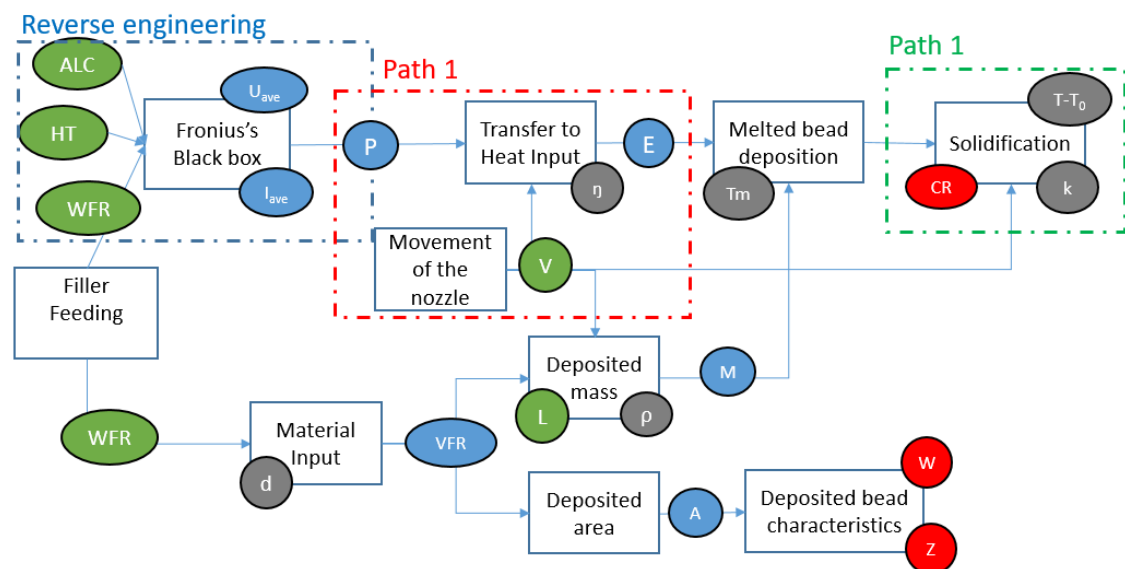 Reverse engineering
ALC
HT
WFR
U_ave
Fronius's
Black box
I_ave
Path 1
P
Transfer to
Heat Input
ŋ
E
Movement
of the
nozzle
V
Melted bead
deposition
Tm
Path 1
T-T₀
Solidification
CR
k
Filler
Feeding
WFR
Material
Input
d
VFR
Deposited
mass
L
ρ
M
Deposited
area
A
Deposited bead
characteristics
W
Z